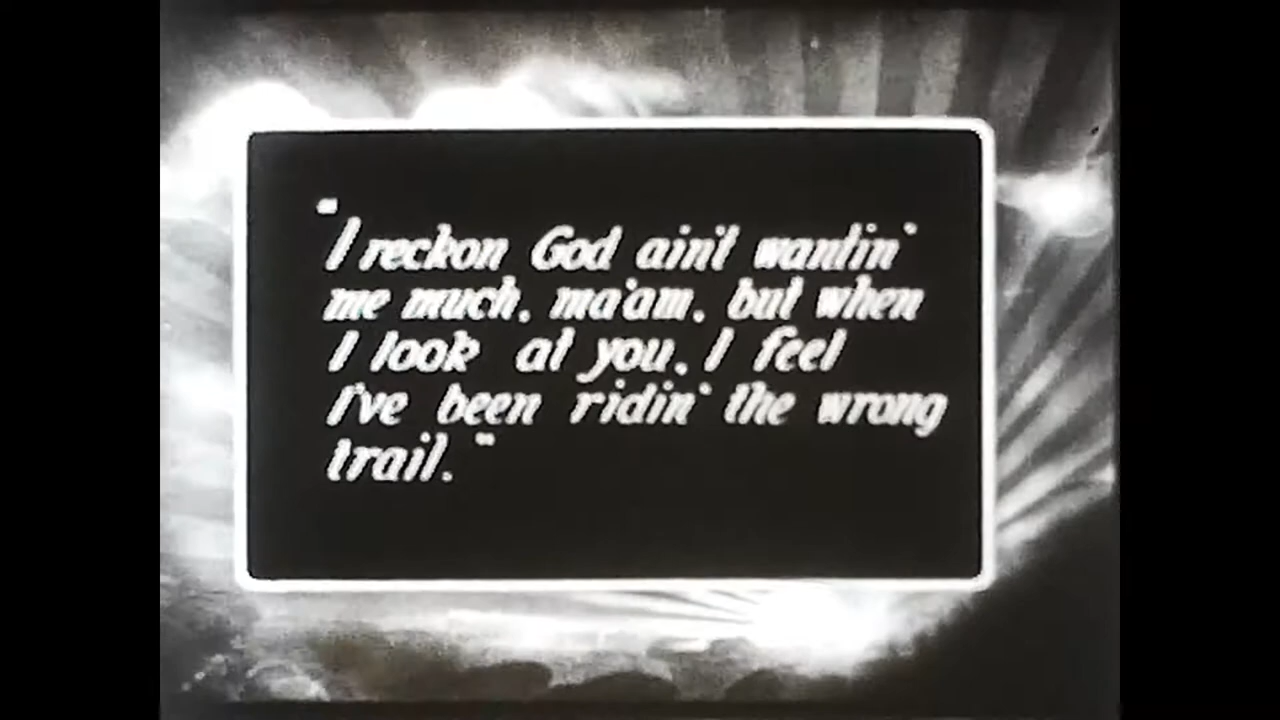 "I reckon God ain't wantin'
me much, ma'am, but when
I look at you, I feel
I've been ridin' the wrong
trail."